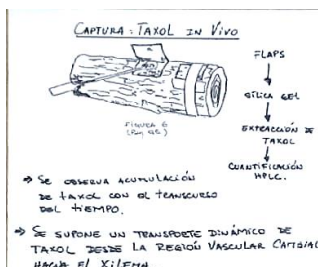 CAPTURA: TAXOL IN VIVO
FLAPS
SÍLICA GEL
EXTRACCIÓN DE
TAXOL
CUANTIFICACIÓN
HPLC.
FIGURA 6
⇒ SE OBSERVA ACUMULACIÓN
DE TAXOL CON EL TRANSCURSO
DEL TIEMPO.
⇒ SE SUPONE UN TRANSPORTE DINÁMICO DE
TAXOL DESDE LA REGIÓN VASCULAR CAMBIAL
HACIA EL XILEMA.